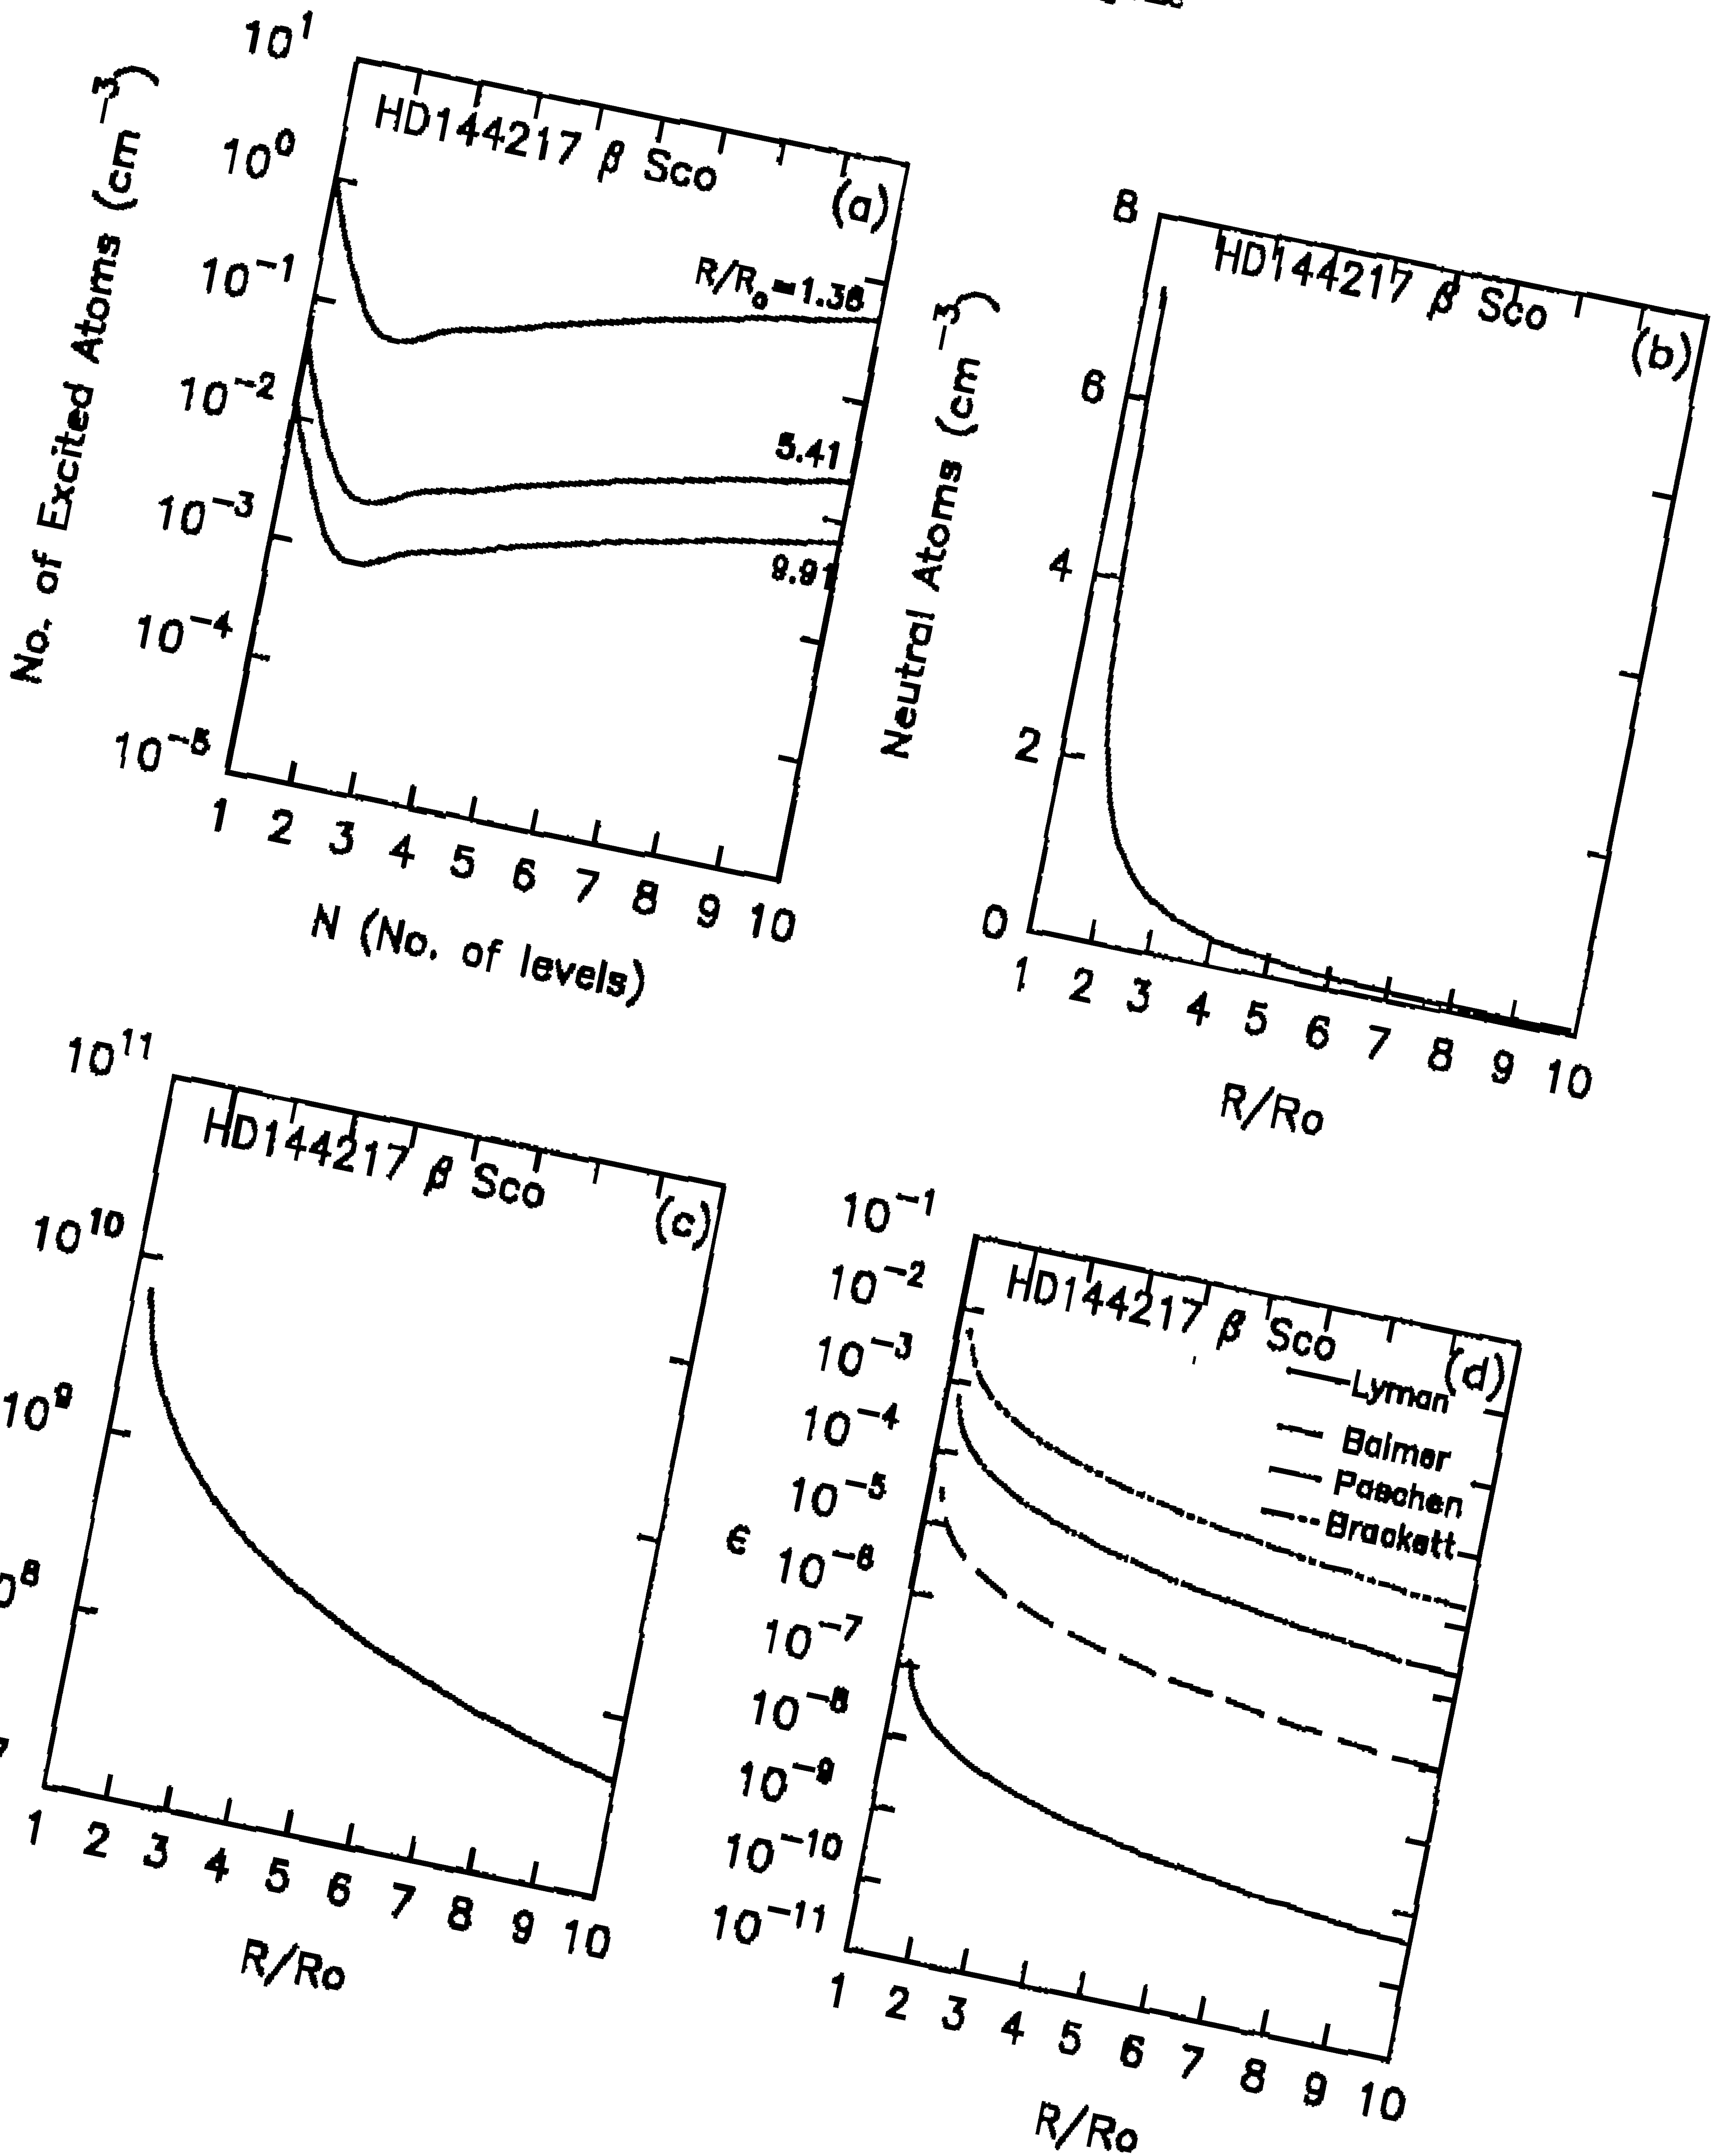 10^1
10^0
10^-1
10^-2
10^-3
10^-4
10^-5
No. of Excited Atoms (cm^-3)
HD144217 β Sco
(a)
R/R_o=1.36
5.41
9.91
1 2 3 4 5 6 7 8 9 10
N (No. of levels)
8
6
4
2
0
Neutral Atoms (cm^-3)
HD144217 β Sco
(b)
1 2 3 4 5 6 7 8 9 10
R/Ro
10^11
10^10
10^9
0^8
7
HD144217 β Sco
(c)
1 2 3 4 5 6 7 8 9 10
R/Ro
10^-1
10^-2
10^-3
10^-4
10^-5
10^-6
10^-7
10^-8
10^-9
10^-10
10^-11
ϵ
HD144217 β Sco
(d)
Lyman
Balmer
Paschen
Brackett
1 2 3 4 5 6 7 8 9 10
R/Ro